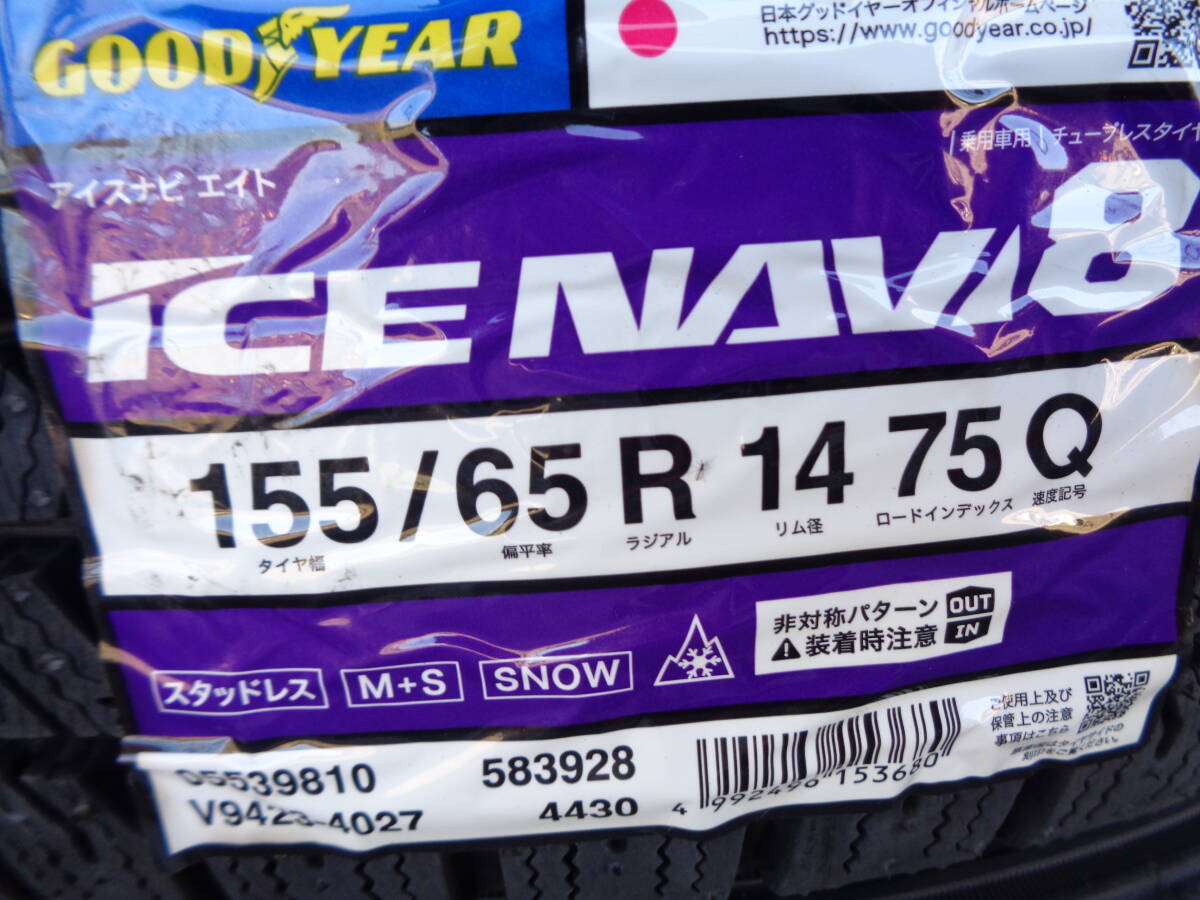 GOOD YEAR
日本グッドイヤーオフィシャルホームページ
https://www.goodyear.co.jp/
乗用車用 チューブレスタイヤ
アイスナビ エイト
ICE NAVI 8
155/65 R 14 75 Q
タイヤ幅 偏平率 ラジアル リム径 ロードインデックス 速度記号
非対称パターン OUT
装着時注意 IN
スタッドレス M+S SNOW
ご使用上及び
保管上の注意
事項はこちら
05539810 583928
4430
4 992496 153680